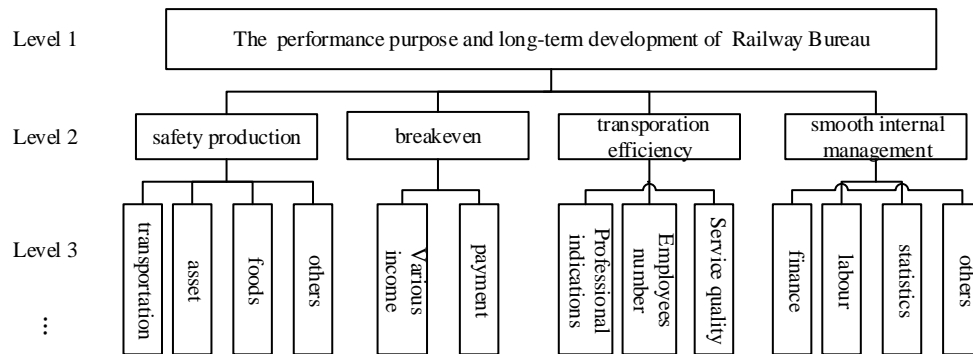 Level 1
The performance purpose and long-term development of Railway Bureau
Level 2
safety production
breakeven
transporation
efficiency
smooth internal
management
Level 3
transportation
asset
foods
others
Various
income
payment
Professional
indications
Employees
number
Service quality
finance
labour
statistics
others
...